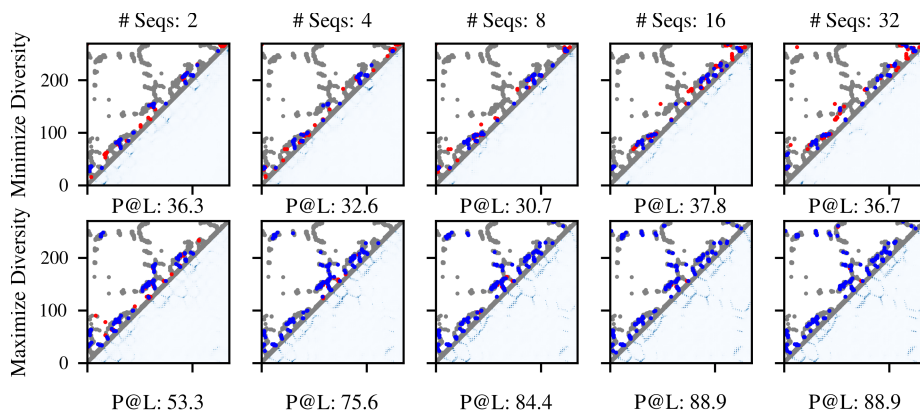 # Seqs: 2 # Seqs: 4 # Seqs: 8 # Seqs: 16 # Seqs: 32
Minimize Diversity
200
100
0
P@L: 36.3 P@L: 32.6 P@L: 30.7 P@L: 37.8 P@L: 36.7
Maximize Diversity
200
100
0
P@L: 53.3 P@L: 75.6 P@L: 84.4 P@L: 88.9 P@L: 88.9